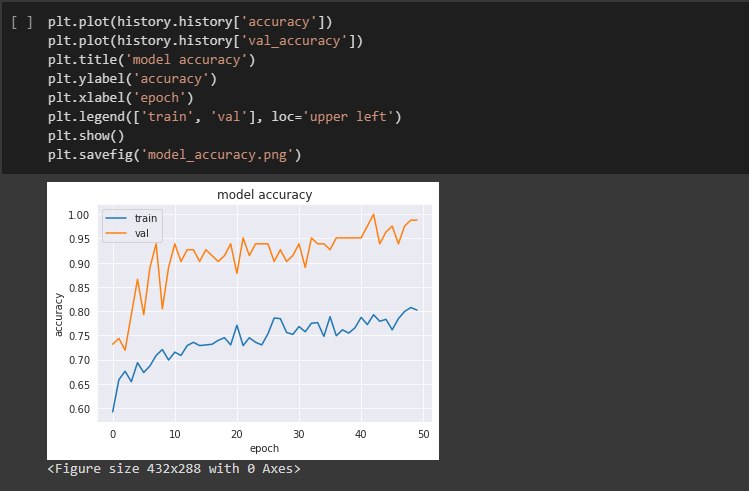 [ ] plt.plot(history.history['accuracy'])
plt.plot(history.history['val_accuracy'])
plt.title('model accuracy')
plt.ylabel('accuracy')
plt.xlabel('epoch')
plt.legend(['train', 'val'], loc='upper left')
plt.show()
plt.savefig('model_accuracy.png')
model accuracy
train
val
1.00
0.95
0.90
0.85
0.80
0.75
0.70
0.65
0.60
accuracy
0 10 20 30 40 50
epoch
<Figure size 432x288 with 0 Axes>